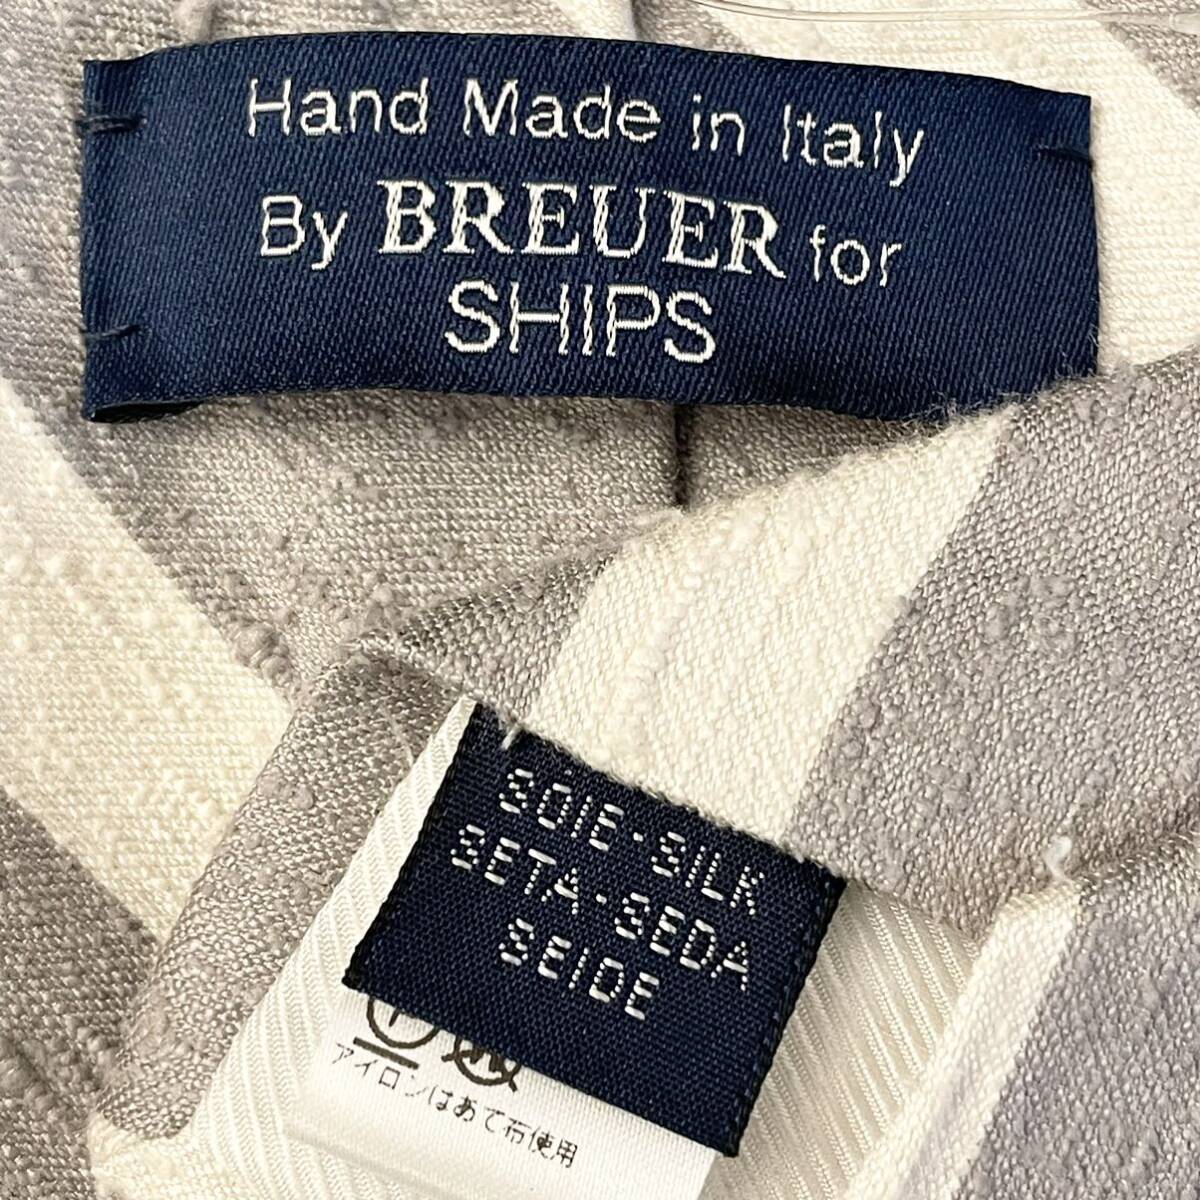 Hand Made in Italy
By BREUER for
SHIPS
SOIE·SILK
SETA·SEDA
SEIDE
アイロンはあて布使用